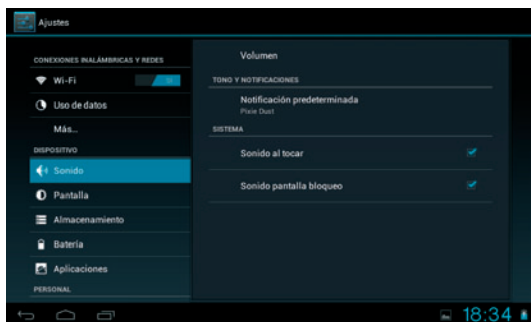 Ajustes
CONEXIONES INALÁMBRICAS Y REDES
Wi-Fi
Uso de datos
Más...
DISPOSITIVO
Sonido
Pantalla
Almacenamiento
Batería
Aplicaciones
PERSONAL
Volumen
TONO Y NOTIFICACIONES
Notificación predeterminada
Pixie Dust
SISTEMA
Sonido al tocar
Sonido pantalla bloqueo
18:34